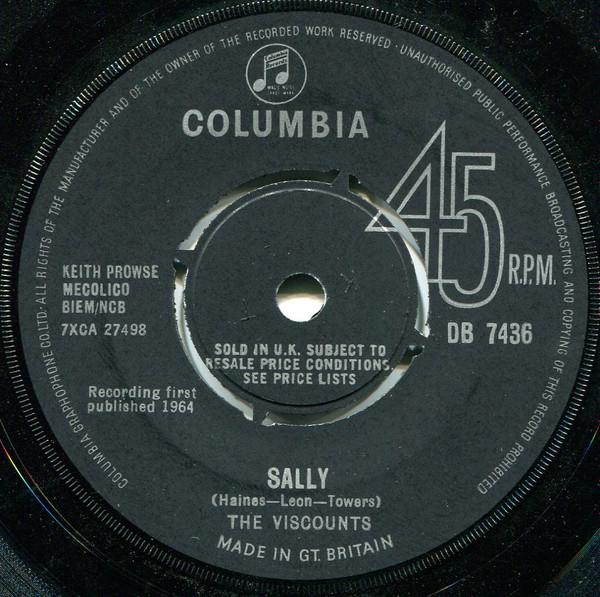 COLUMBIA GRAPHOPHONE CO.LTD·ALL RIGHTS OF THE MANUFACTURER AND OF THE OWNER OF THE RECORDED WORK RESERVED·UNAUTHORISED PUBLIC PERFORMANCE BROADCASTING AND COPYING OF THIS RECORD PROHIBITED
COLUMBIA
45
R.P.M.
KEITH PROWSE
MECOLICO
BIEM/NCB
7XCA 27498
DB 7436
SOLD IN U.K. SUBJECT TO
RESALE PRICE CONDITIONS.
SEE PRICE LISTS
Recording first
published 1964
SALLY
(Haines—Leon—Towers)
THE VISCOUNTS
MADE IN GT. BRITAIN